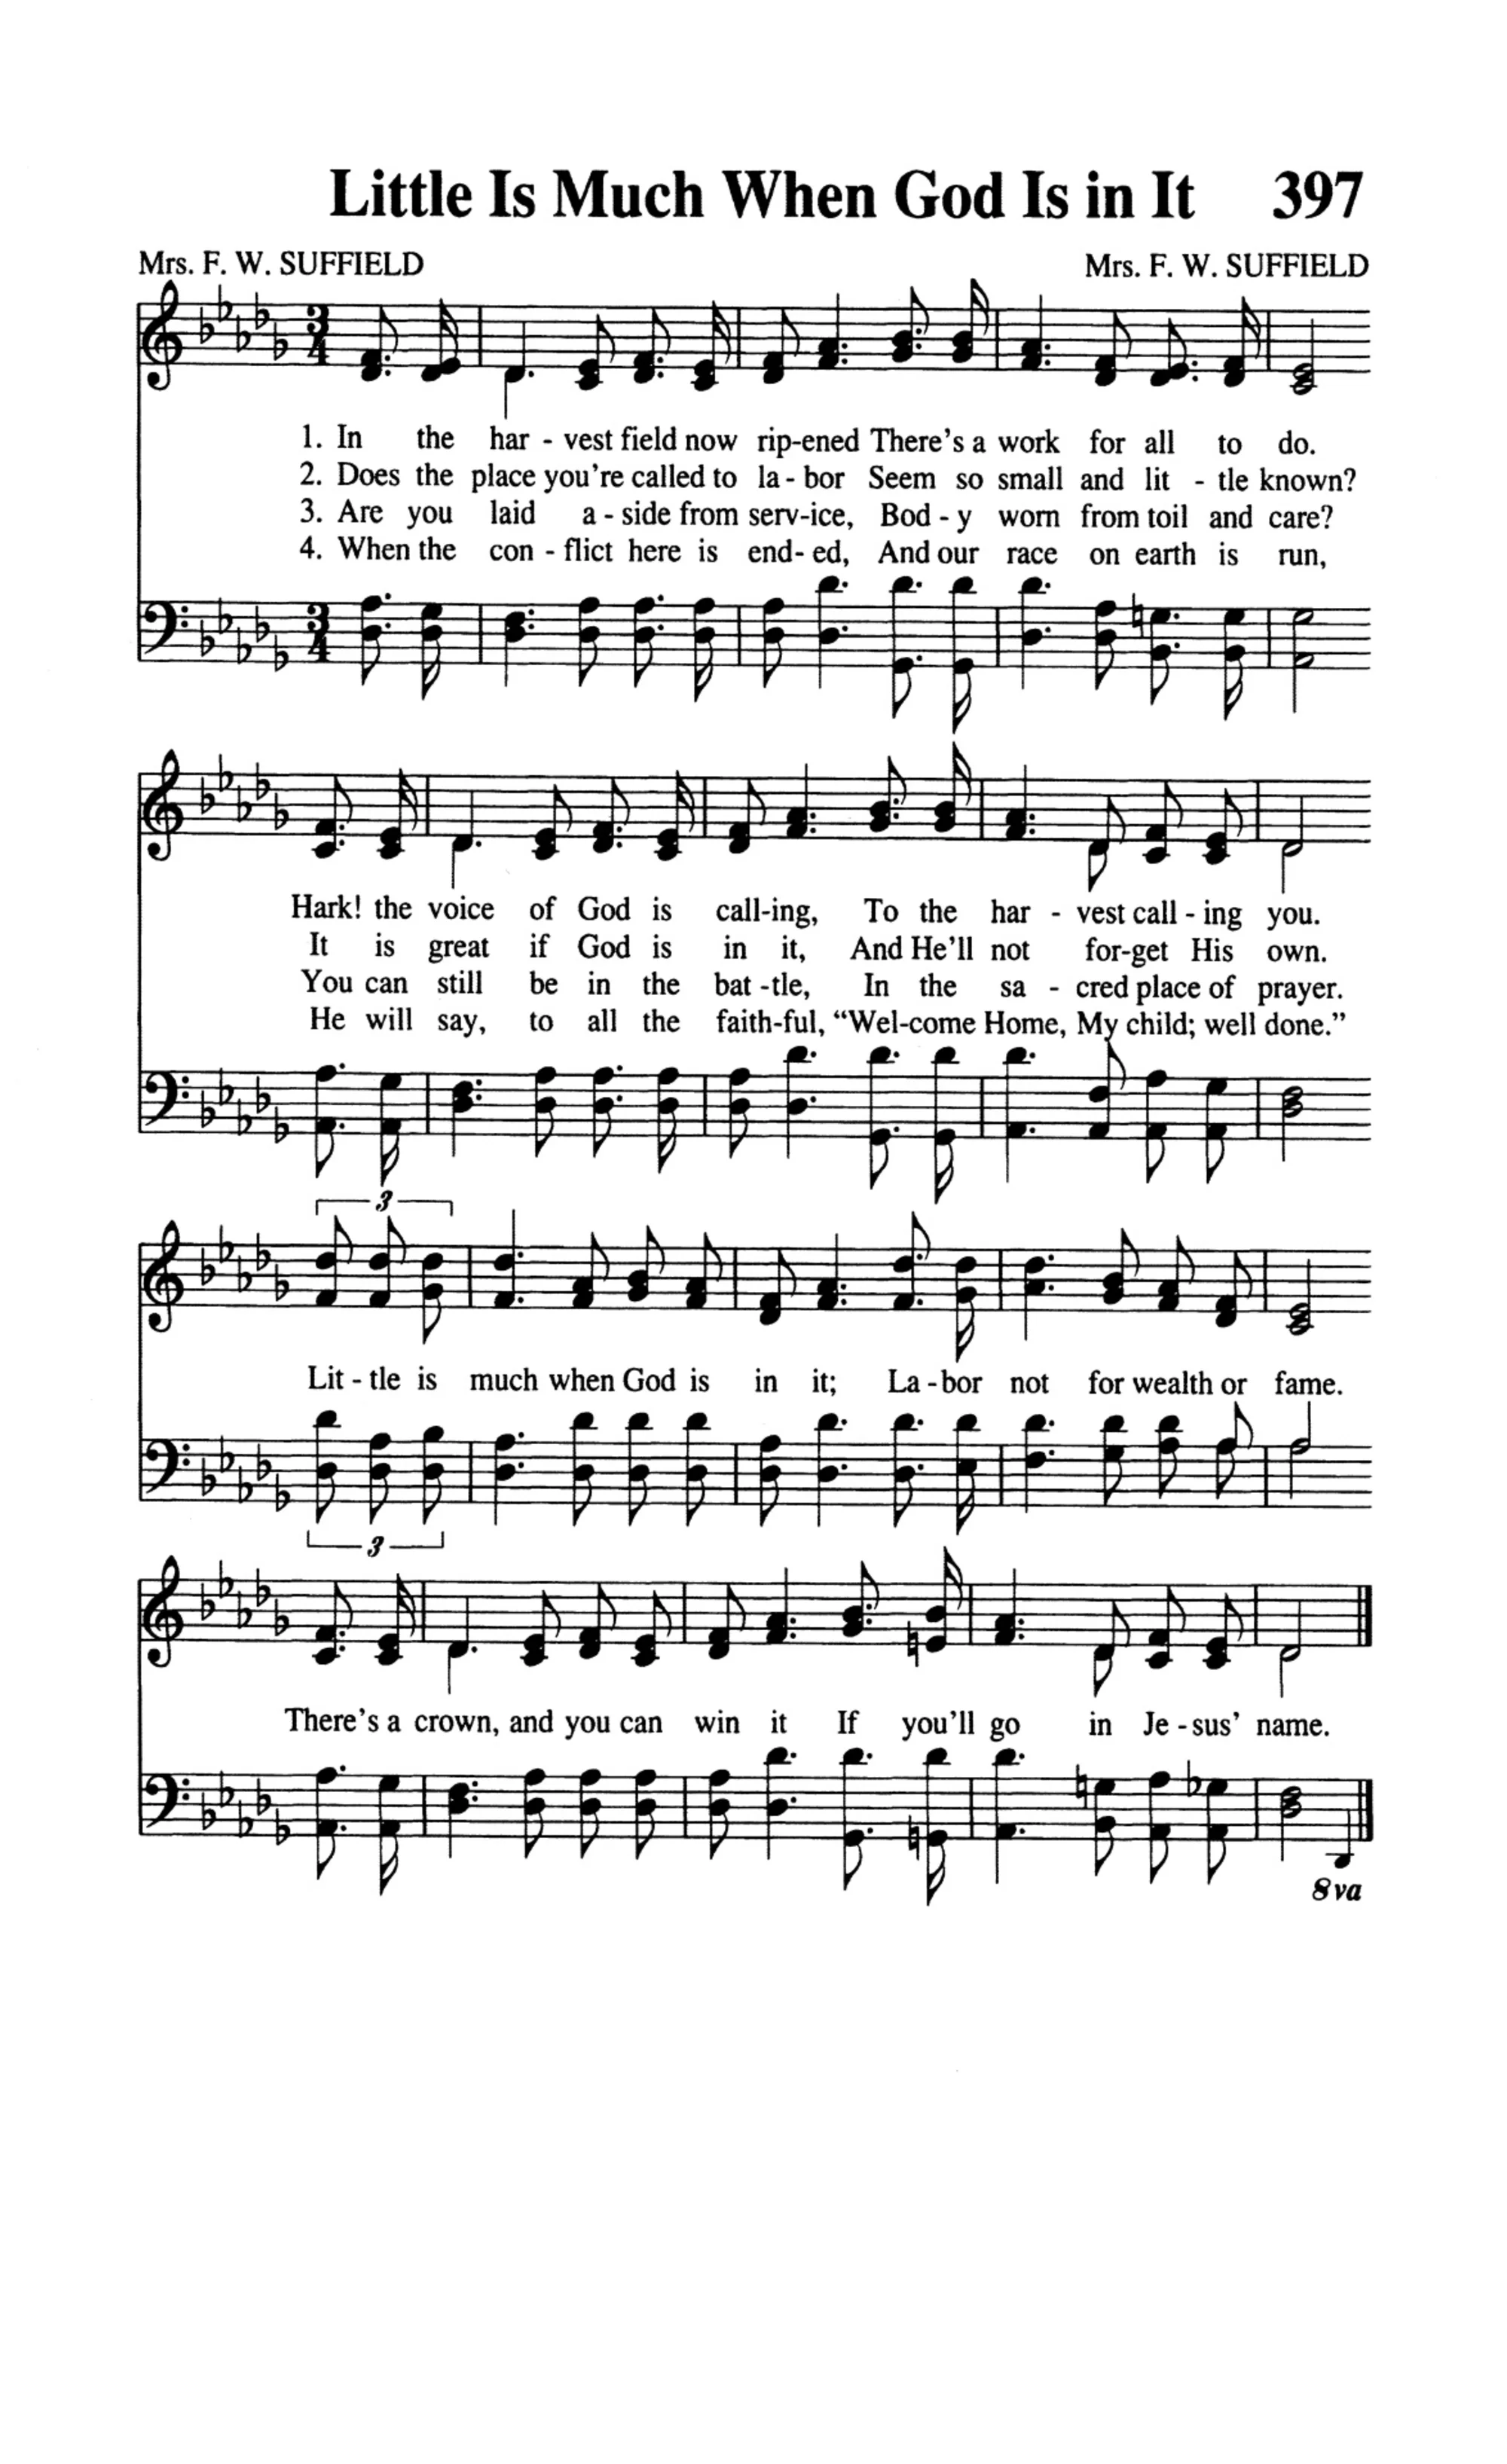 Little Is Much When God Is in It 397
Mrs. F. W. SUFFIELD Mrs. F. W. SUFFIELD
3
4
1. In the har - vest field now rip-ened There's a work for all to do.
2. Does the place you're called to la - bor Seem so small and lit - tle known?
3. Are you laid a - side from serv-ice, Bod - y worn from toil and care?
4. When the con - flict here is end- ed, And our race on earth is run,
3
4
Hark! the voice of God is call-ing, To the har - vest call - ing you.
It is great if God is in it, And He'll not for-get His own.
You can still be in the bat -tle, In the sa - cred place of prayer.
He will say, to all the faith-ful, “Wel-come Home, My child; well done.”
3
Lit - tle is much when God is in it; La - bor not for wealth or fame.
3
There's a crown, and you can win it If you'll go in Je - sus' name.
8va